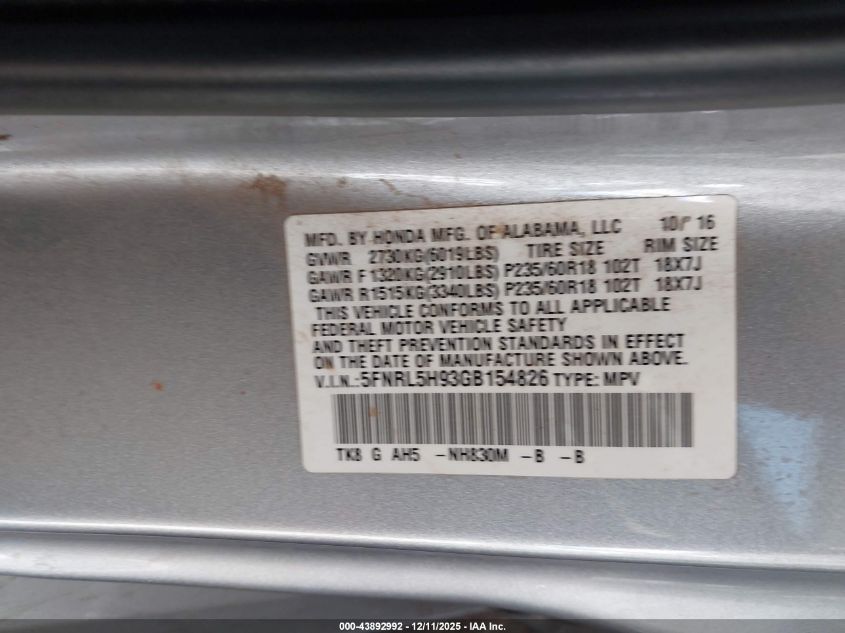 MFD. BY HONDA MFG. OF ALABAMA, LLC 10/ 16
GVWR 2730KG(6019LBS) TIRE SIZE RIM SIZE
GAWR F1320KG(2910LBS) P235/60R18 102T 18X7J
GAWR R1515KG(3340LBS) P235/60R18 102T 18X7J
THIS VEHICLE CONFORMS TO ALL APPLICABLE
FEDERAL MOTOR VEHICLE SAFETY
AND THEFT PREVENTION STANDARDS IN EFFECT
ON THE DATE OF MANUFACTURE SHOWN ABOVE.
V.I.N.:5FNRL5H93GB154826 TYPE: MPV
TK8 G AH5 -NH830M -B -B
000-43892992 - 12/11/2025 - IAA Inc.